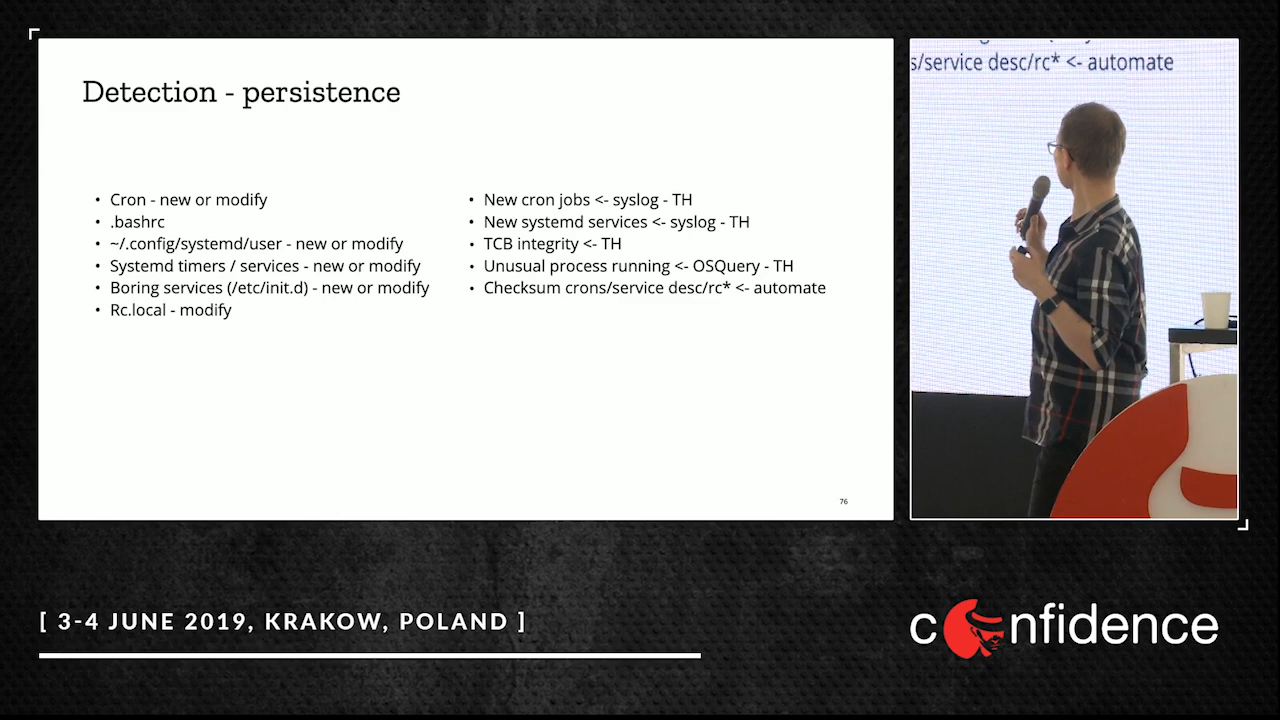 Detection - persistence
• Cron - new or modify
• .bashrc
• ~/.config/systemd/user - new or modify
• Systemd timers / services - new or modify
• Boring services (/etc/init.d) - new or modify
• Rc.local - modify
• New cron jobs <- syslog - TH
• New systemd services <- syslog - TH
• TCB integrity <- TH
• Unusual process running <- OSQuery - TH
• Checksum crons/service desc/rc* <- automate
76
s/service desc/rc* <- automate
[ 3-4 JUNE 2019, KRAKOW, POLAND ]
confidence